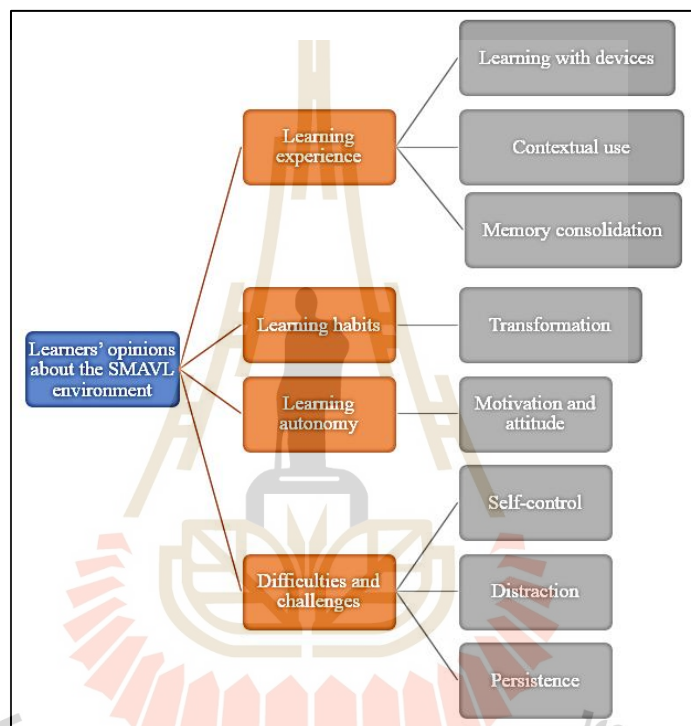 Learners' opinions
about the SMAVL
environment
Learning
experience
Learning with devices
Contextual use
Memory consolidation
Learning habits
Transformation
Learning
autonomy
Motivation and
attitude
Difficulties and
challenges
Self-control
Distraction
Persistence